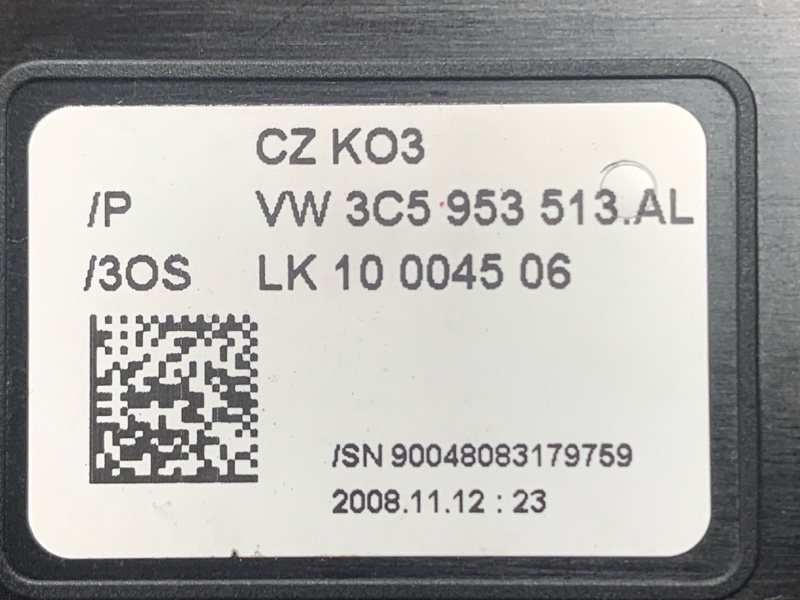 CZ KO3
/P VW 3C5 953 513.AL
/3OS LK 10 0045 06
/SN 90048083179759
2008.11.12 : 23